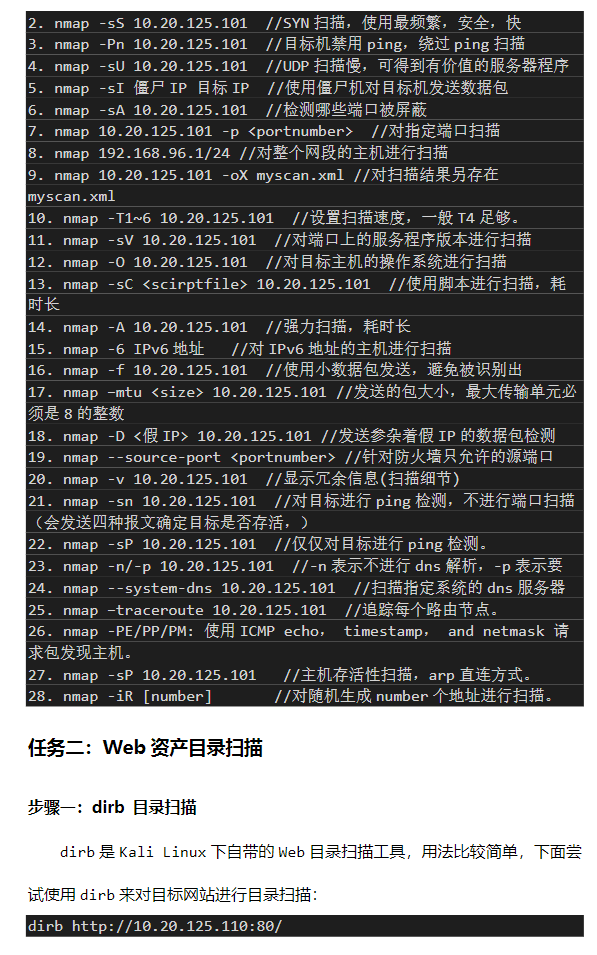 2. nmap -sS 10.20.125.101  //SYN 扫描，使用最频繁，安全，快
3. nmap -Pn 10.20.125.101  //目标机禁用 ping，绕过 ping 扫描
4. nmap -sU 10.20.125.101  //UDP 扫描慢，可得到有价值的服务器程序
5. nmap -sI 僵尸 IP 目标 IP  //使用僵尸机对目标机发送数据包
6. nmap -sA 10.20.125.101  //检测哪些端口被屏蔽
7. nmap 10.20.125.101 -p <portnumber>  //对指定端口扫描
8. nmap 192.168.96.1/24 //对整个网段的主机进行扫描
9. nmap 10.20.125.101 -oX myscan.xml //对扫描结果另存在
myscan.xml
10. nmap -T1~6 10.20.125.101  //设置扫描速度，一般 T4 足够。
11. nmap -sV 10.20.125.101  //对端口上的服务程序版本进行扫描
12. nmap -O 10.20.125.101  //对目标主机的操作系统进行扫描
13. nmap -sC <scirptfile> 10.20.125.101  //使用脚本进行扫描，耗
时长
14. nmap -A 10.20.125.101  //强力扫描，耗时长
15. nmap -6 IPv6 地址   //对 IPv6 地址的主机进行扫描
16. nmap -f 10.20.125.101  //使用小数据包发送，避免被识别出
17. nmap –mtu <size> 10.20.125.101 //发送的包大小，最大传输单元必
须是 8 的整数
18. nmap -D <假 IP> 10.20.125.101 //发送参杂着假 IP 的数据包检测
19. nmap --source-port <portnumber> //针对防火墙只允许的源端口
20. nmap -v 10.20.125.101  //显示冗余信息(扫描细节)
21. nmap -sn 10.20.125.101  //对目标进行 ping 检测，不进行端口扫描
（会发送四种报文确定目标是否存活，）
22. nmap -sP 10.20.125.101  //仅仅对目标进行 ping 检测。
23. nmap -n/-p 10.20.125.101  //-n 表示不进行 dns 解析，-p 表示要
24. nmap --system-dns 10.20.125.101  //扫描指定系统的 dns 服务器
25. nmap –traceroute 10.20.125.101  //追踪每个路由节点。
26. nmap -PE/PP/PM: 使用 ICMP echo， timestamp， and netmask 请
求包发现主机。
27. nmap -sP 10.20.125.101   //主机存活性扫描，arp 直连方式。
28. nmap -iR [number]       //对随机生成 number 个地址进行扫描。
任务二：Web 资产目录扫描
步骤一：dirb 目录扫描
dirb 是 Kali Linux 下自带的 Web 目录扫描工具，用法比较简单，下面尝
试使用 dirb 来对目标网站进行目录扫描：
dirb http://10.20.125.110:80/